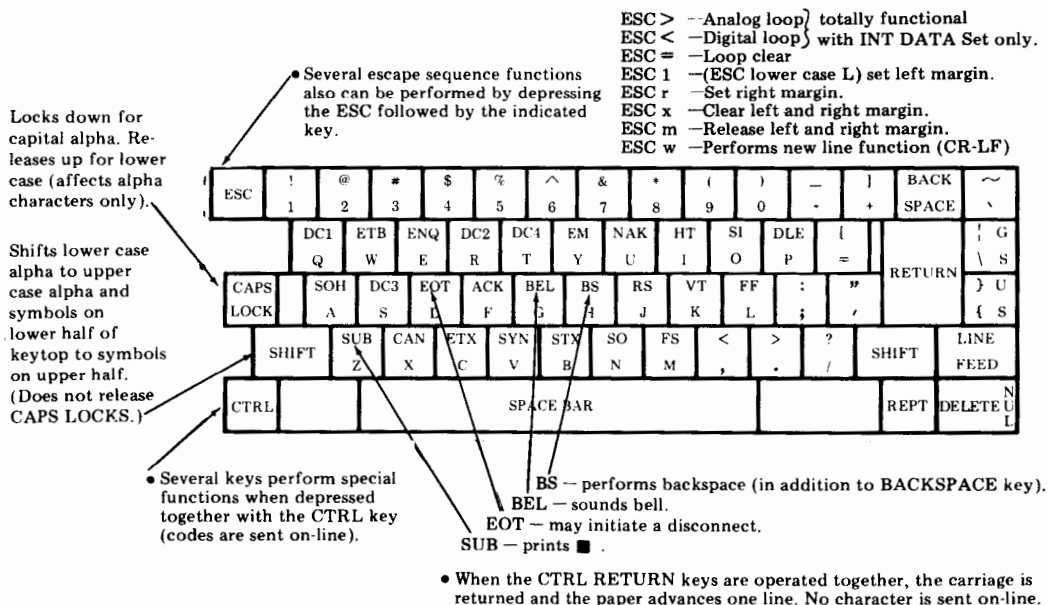 ESC > —Analog loop} totally functional
ESC < —Digital loop} with INT DATA Set only.
ESC = —Loop clear
ESC 1 —(ESC lower case L) set left margin.
ESC r —Set right margin.
ESC x —Clear left and right margin.
ESC m —Release left and right margin.
ESC w —Performs new line function (CR-LF)
• Several escape sequence functions
also can be performed by depressing
the ESC followed by the indicated
key.
Locks down for
capital alpha. Re-
leases up for lower
case (affects alpha
characters only).
Shifts lower case
alpha to upper
case alpha and
symbols on
lower half of
keytop to symbols
on upper half.
(Does not release
CAPS LOCKS.)
ESC ! @ # $ % ^ & * ( ) _ } BACK ~
1 2 3 4 5 6 7 8 9 0 - + SPACE `
DC1 ETB ENQ DC2 DC4 EM NAK HT SI DLE { RETURN ¦ G
Q W E R T Y U I O P = \ S
CAPS SOH DC3 EOT ACK BEL BS RS VT FF : " } U
LOCK A S D F G H J K L ; ' { S
SHIFT SUB CAN ETX SYN STX SO FS < > ? SHIFT LINE
Z X C V B N M , . / FEED
CTRL SPACE BAR REPT DELETE NUL
• Several keys perform special
functions when depressed
together with the CTRL key
(codes are sent on-line).
BS — performs backspace (in addition to BACKSPACE key).
BEL — sounds bell.
EOT — may initiate a disconnect.
SUB — prints ■ .
• When the CTRL RETURN keys are operated together, the carriage is
returned and the paper advances one line. No character is sent on-line.